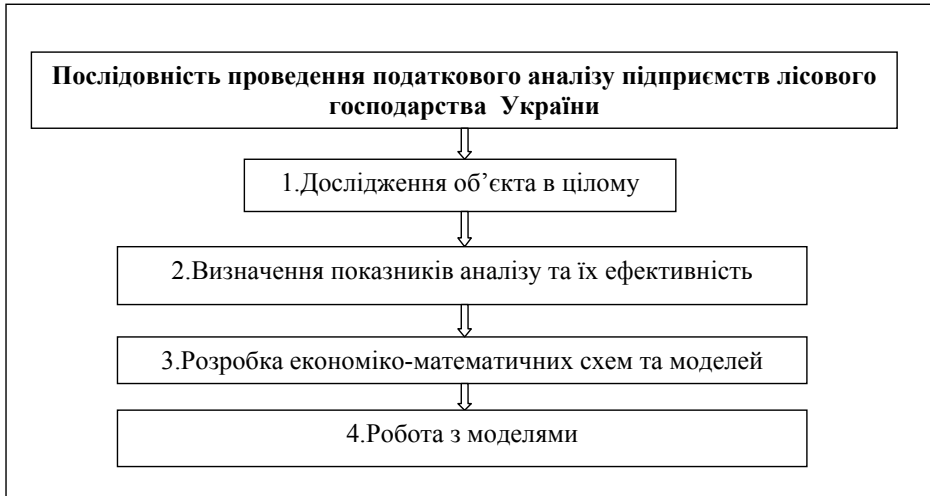 Послідовність проведення податкового аналізу підприємств лісового
господарства України
1.Дослідження об’єкта в цілому
2.Визначення показників аналізу та їх ефективність
3.Розробка економіко-математичних схем та моделей
4.Робота з моделями